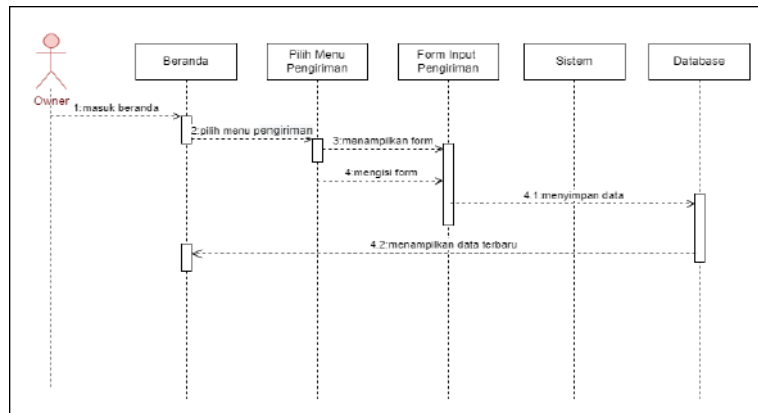 Beranda
Pilih Menu
Pengiriman
Form Input
Pengiriman
Sistem
Database
Owner
1:masuk beranda
2:pilih menu pengiriman
3:menampilkan form
4:mengisi form
4.1:menyimpan data
4.2:menampilkan data terbaru